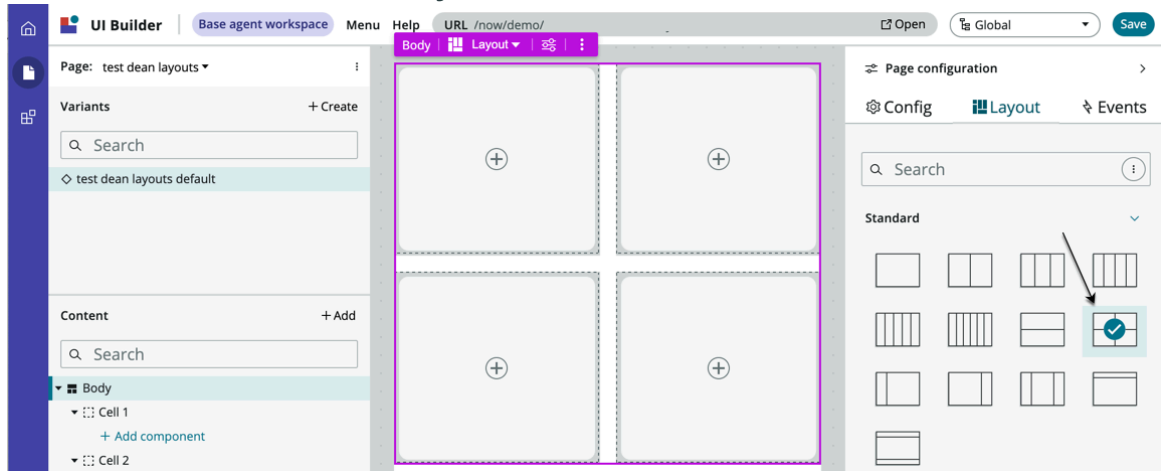 UI Builder
Base agent workspace
Menu
Help
URL /now/demo/
Open
Global
Save
Page: test dean layouts
Variants
+ Create
Search
test dean layouts default
Content
+ Add
Search
Body
Cell 1
+ Add component
Cell 2
Body
Layout
Page configuration
Config
Layout
Events
Search
Standard